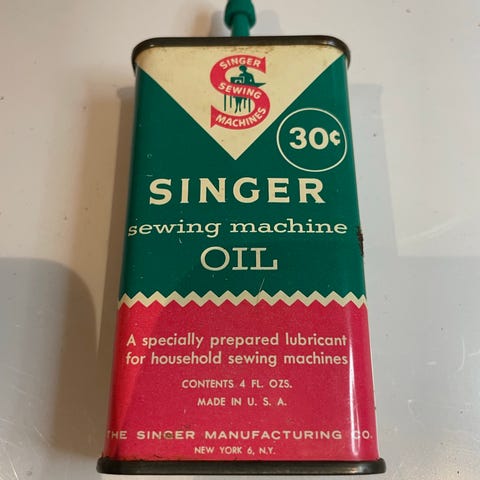 SINGER
SEWING
MACHINES
30¢
SINGER
sewing machine
OIL
A specially prepared lubricant
for household sewing machines
CONTENTS 4 FL. OZS.
MADE IN U. S. A.
THE SINGER MANUFACTURING CO.
NEW YORK 6, N.Y.